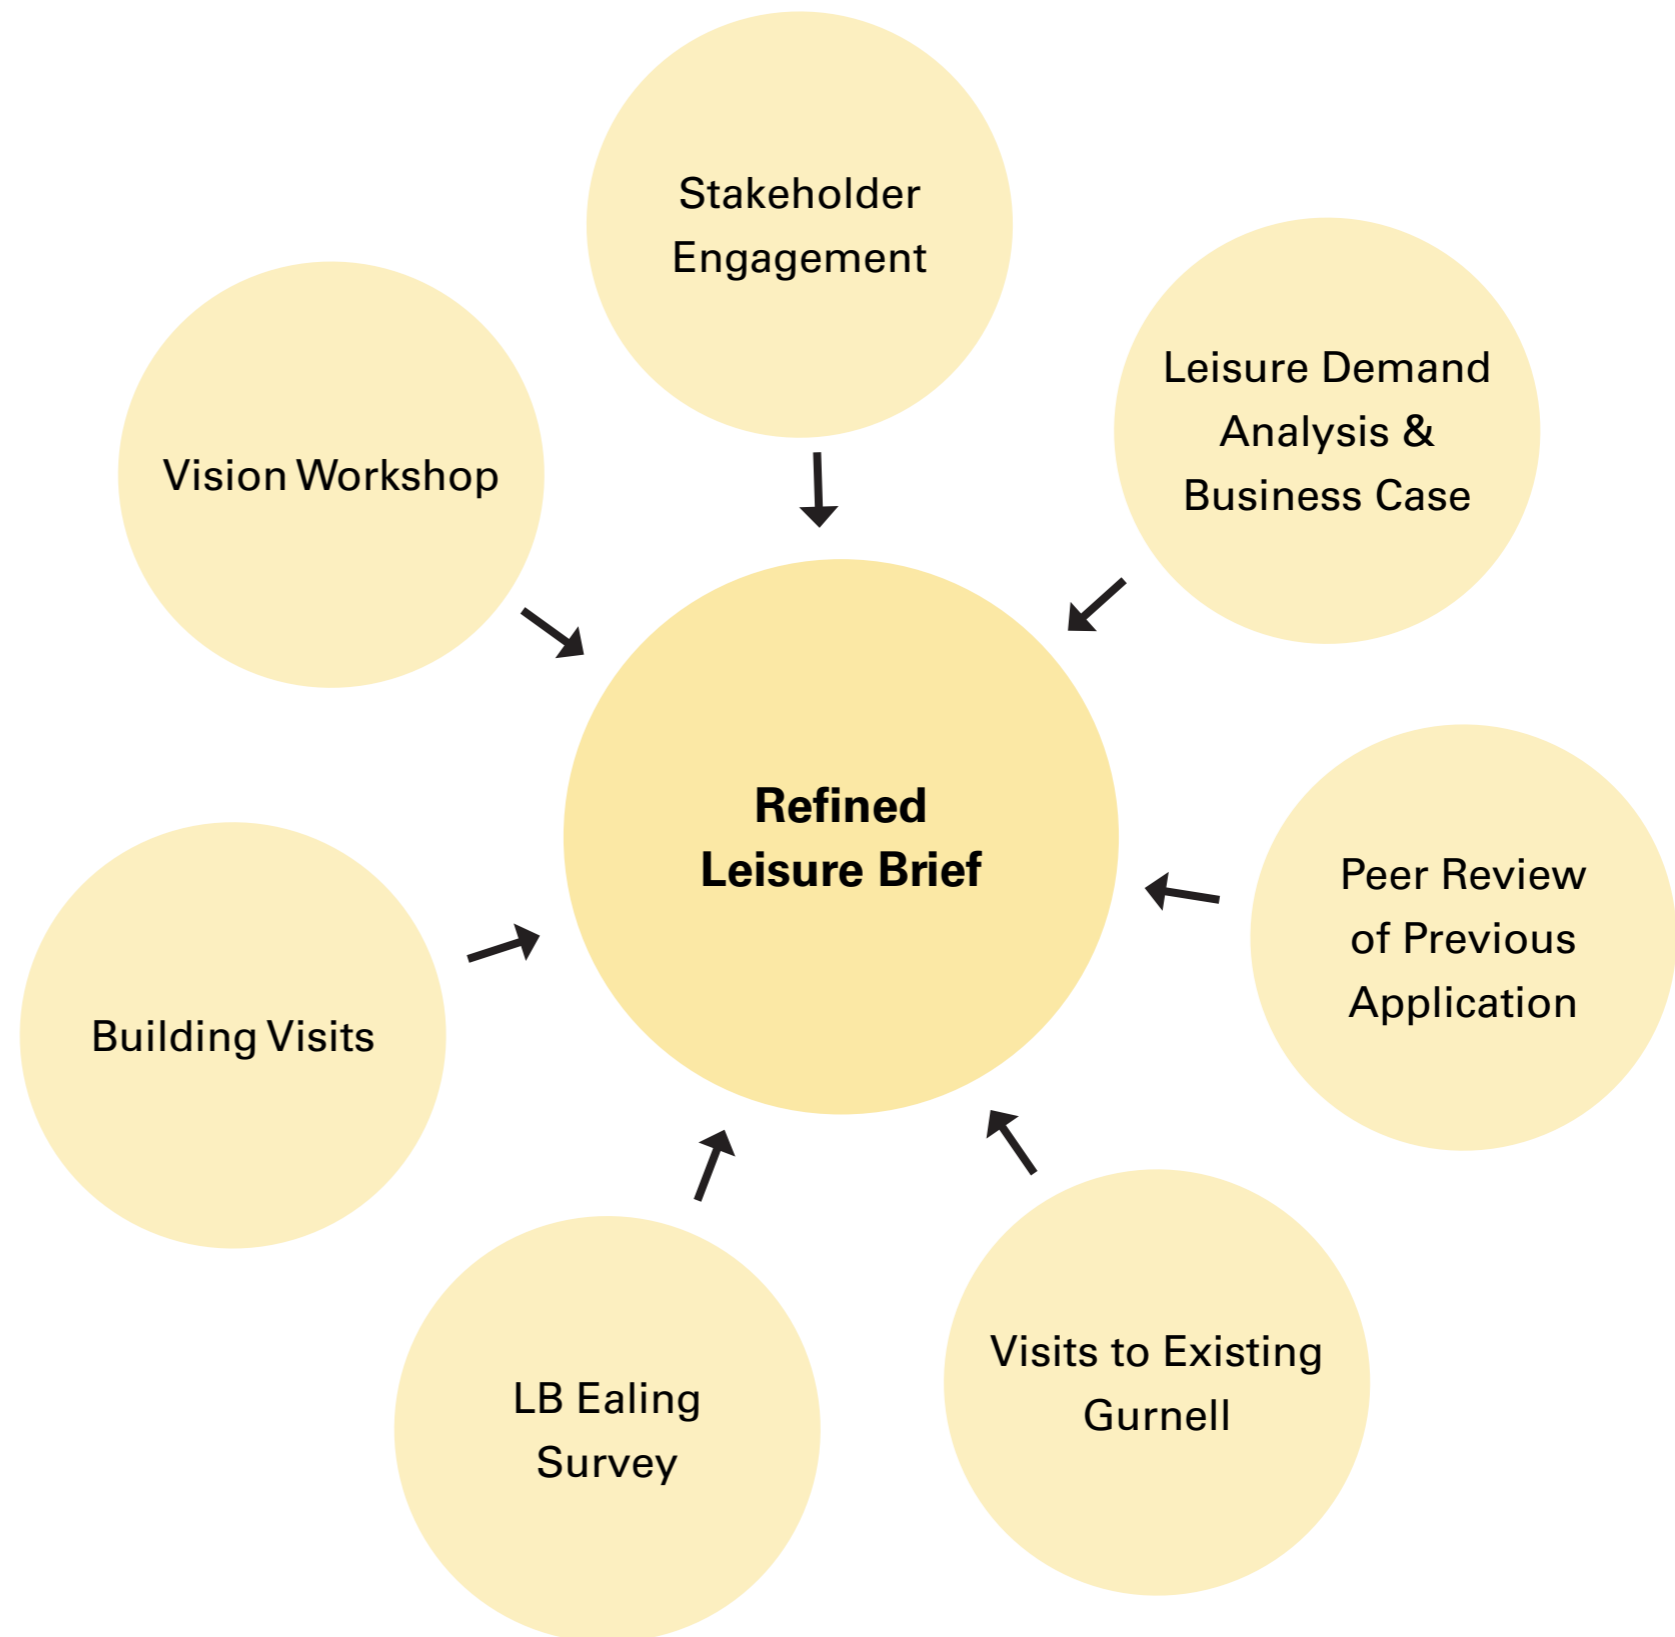 Stakeholder
Engagement
Leisure Demand
Analysis &
Business Case
Vision Workshop
Refined
Leisure Brief
Peer Review
of Previous
Application
Building Visits
Visits to Existing
Gurnell
LB Ealing
Survey